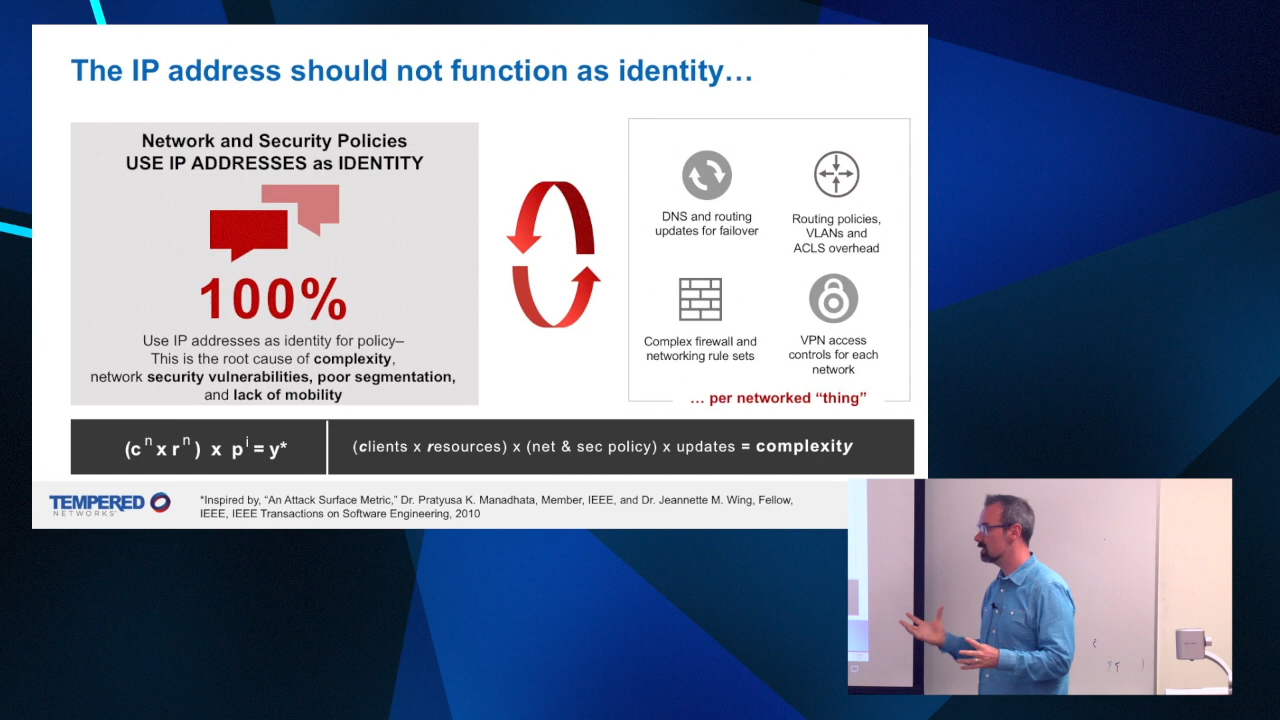 The IP address should not function as identity…
Network and Security Policies
USE IP ADDRESSES as IDENTITY
100%
Use IP addresses as identity for policy–
This is the root cause of complexity,
network security vulnerabilities, poor segmentation,
and lack of mobility
DNS and routing
updates for failover
Routing policies,
VLANs and
ACLS overhead
Complex firewall and
networking rule sets
VPN access
controls for each
network
… per networked “thing”
(cⁿ x rⁿ) x pⁱ = y*
(clients x resources) x (net & sec policy) x updates = complexity
TEMPERED
NETWORKS
*Inspired by, “An Attack Surface Metric,” Dr. Pratyusa K. Manadhata, Member, IEEE, and Dr. Jeannette M. Wing, Fellow,
IEEE, IEEE Transactions on Software Engineering, 2010